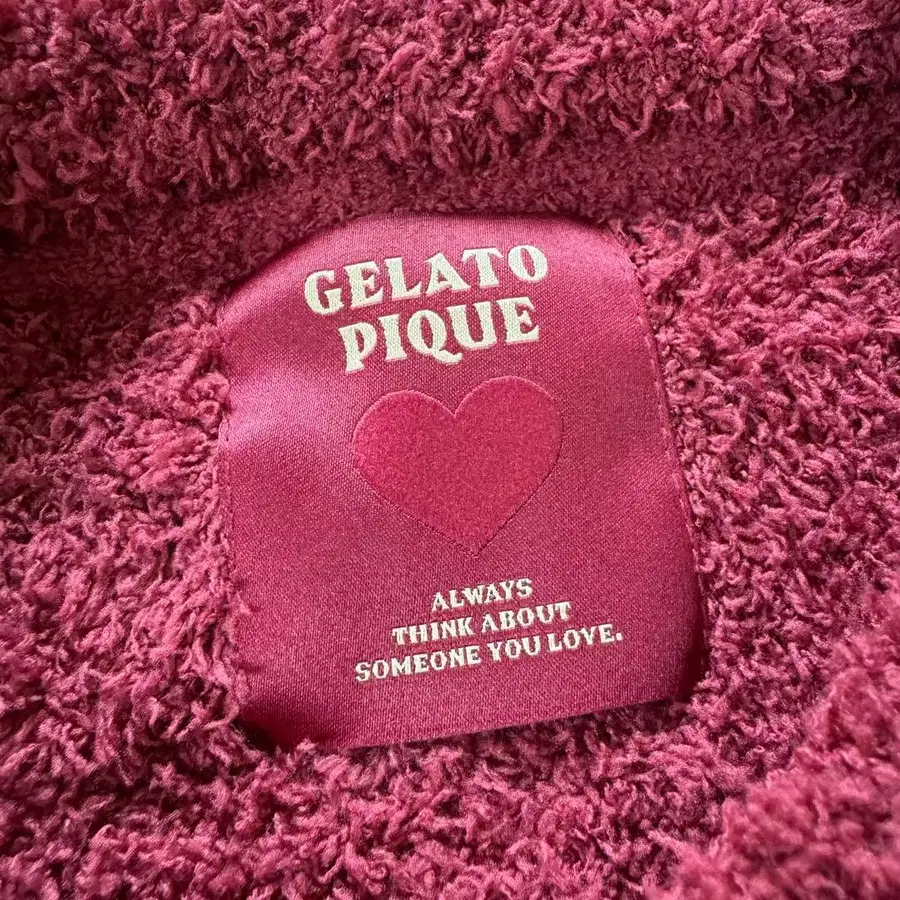 GELATO
PIQUE
ALWAYS
THINK ABOUT
SOMEONE YOU LOVE.